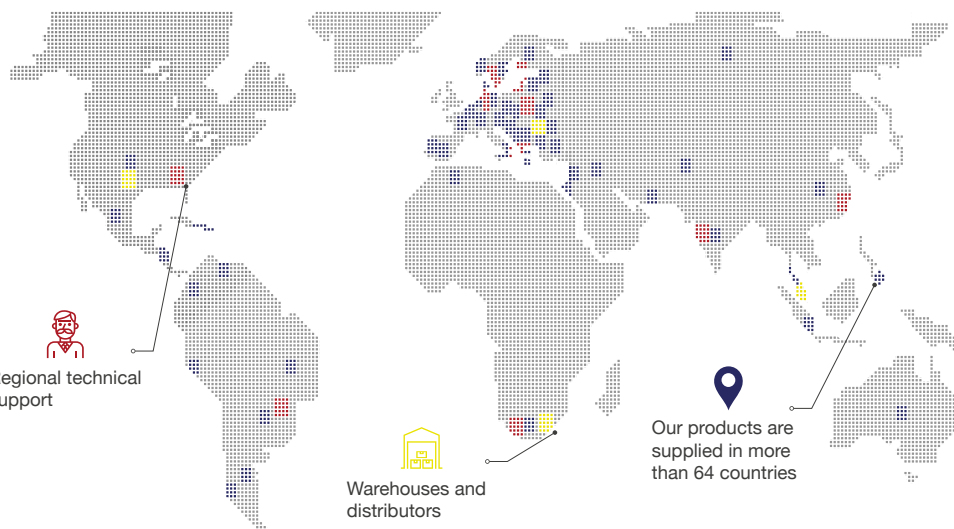 egional technical
upport
Warehouses and
distributors
Our products are
supplied in more
than 64 countries